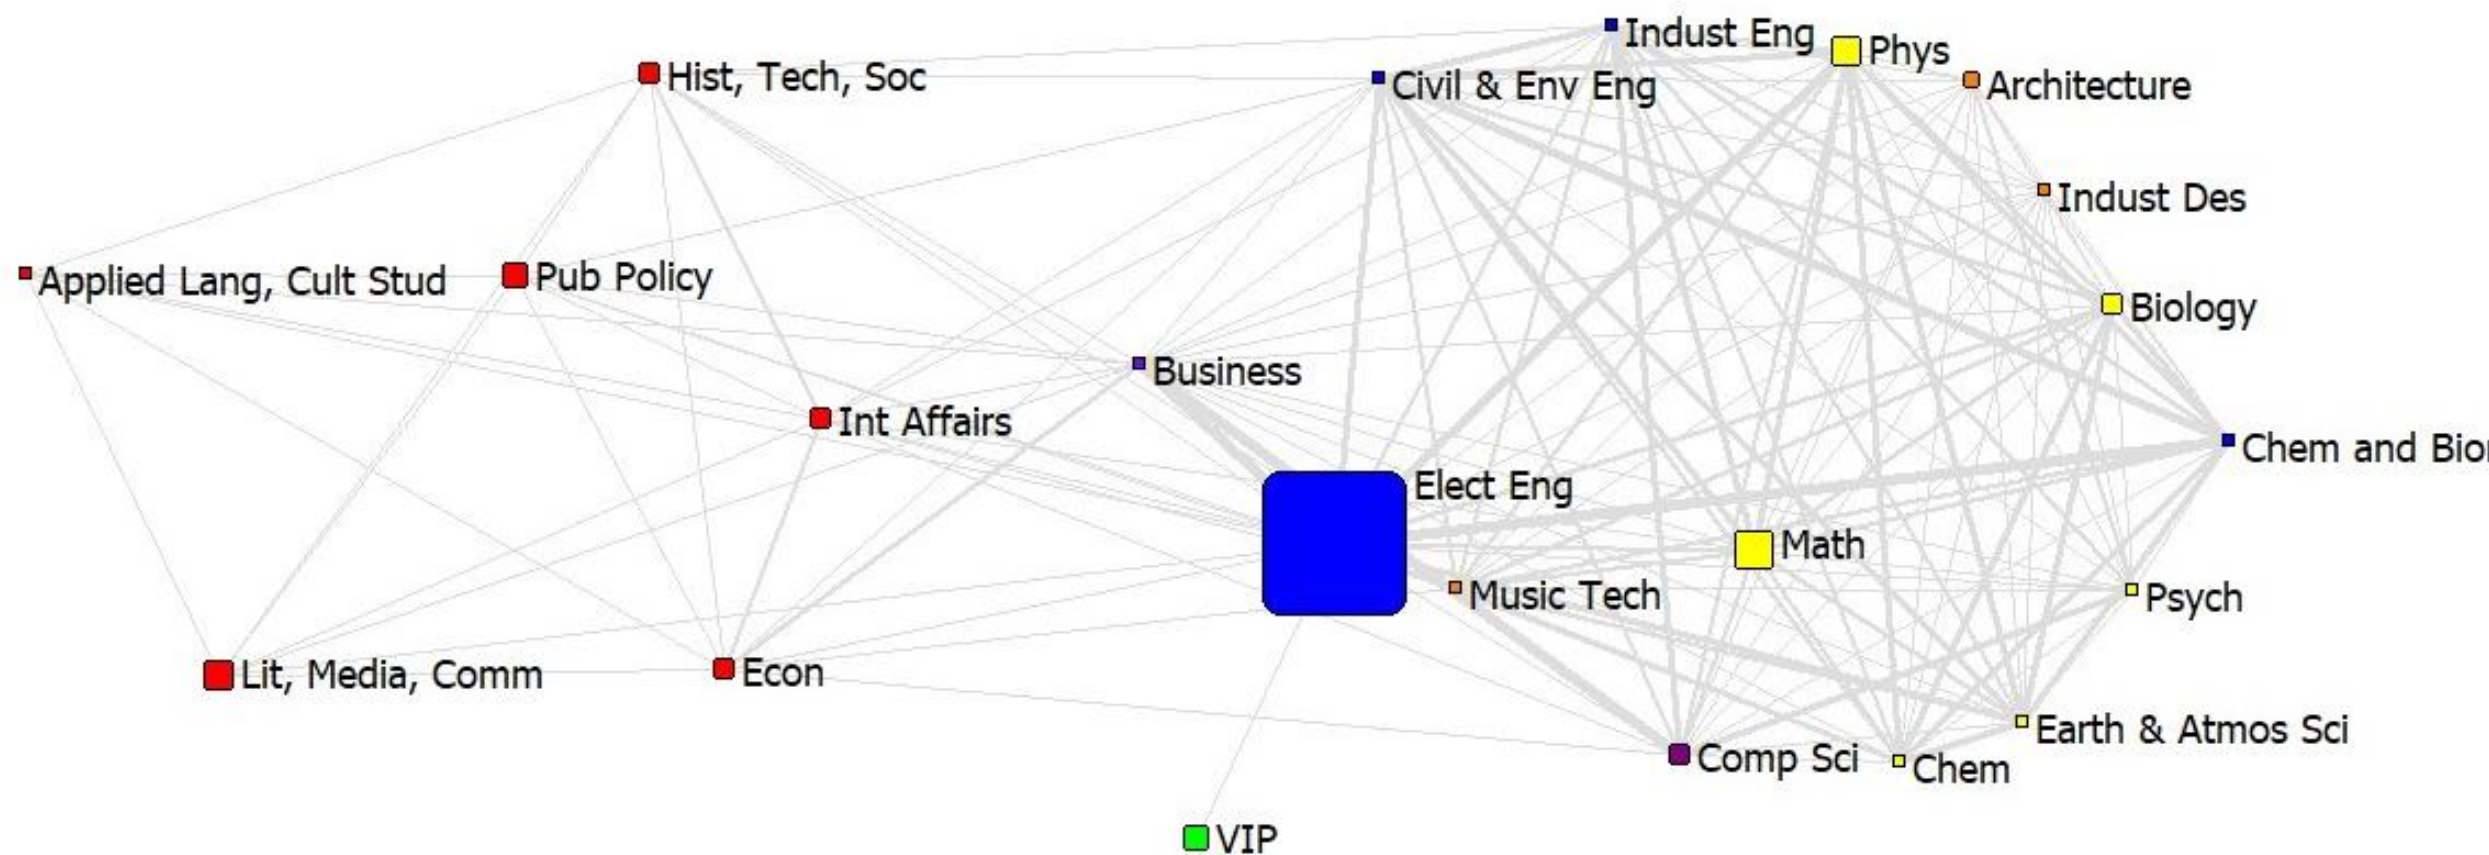 Indust Eng
Phys
Hist, Tech, Soc
Civil & Env Eng
Architecture
Indust Des
Applied Lang, Cult Stud
Pub Policy
Biology
Business
Int Affairs
Chem and
Elect Eng
Math
Music Tech
Psych
Lit, Media, Comm
Econ
Earth & Atmos Sci
Comp Sci
Chem
VIP